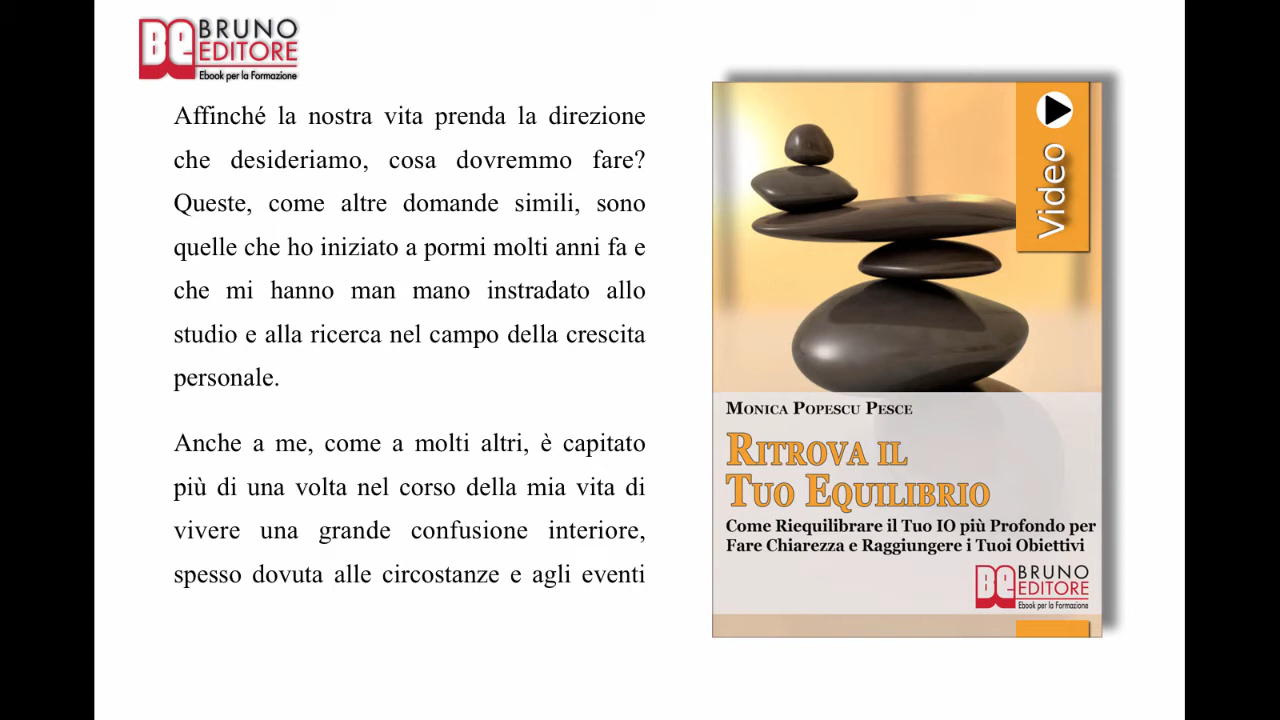 BRUNO
EDITORE
Ebook per la Formazione
Affinché la nostra vita prenda la direzione
che desideriamo, cosa dovremmo fare?
Queste, come altre domande simili, sono
quelle che ho iniziato a pormi molti anni fa e
che mi hanno man mano instradato allo
studio e alla ricerca nel campo della crescita
personale.
Anche a me, come a molti altri, è capitato
più di una volta nel corso della mia vita di
vivere una grande confusione interiore,
spesso dovuta alle circostanze e agli eventi
Video
MONICA POPESCU PESCE
RITROVA IL
TUO EQUILIBRIO
Come Riequilibrare il Tuo IO più Profondo per
Fare Chiarezza e Raggiungere i Tuoi Obiettivi
BRUNO
EDITORE
Ebook per la Formazione